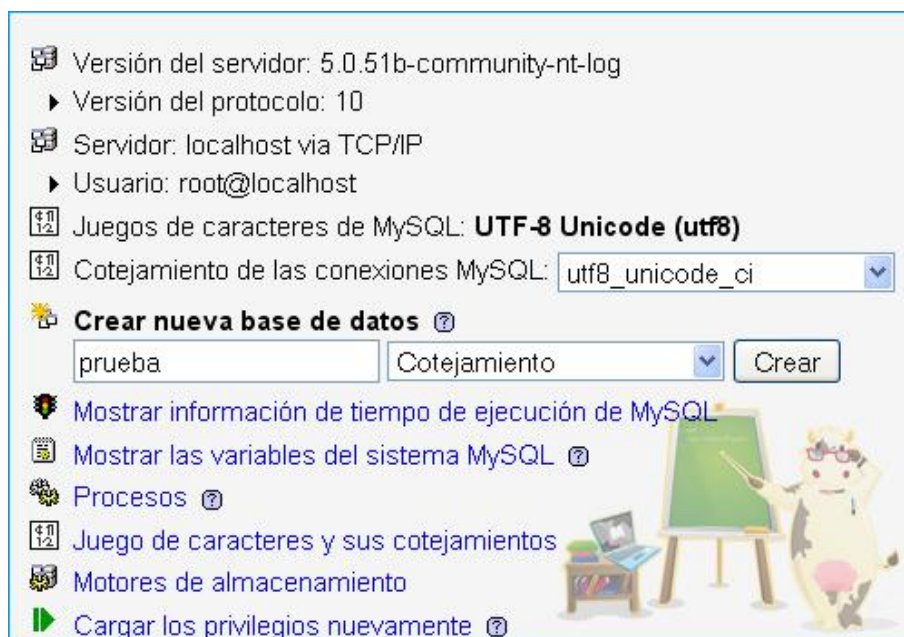 Versión del servidor: 5.0.51b-community-nt-log
Versión del protocolo: 10
Servidor: localhost via TCP/IP
Usuario: root@localhost
Juegos de caracteres de MySQL: UTF-8 Unicode (utf8)
Cotejamiento de las conexiones MySQL: utf8_unicode_ci
Crear nueva base de datos
prueba Cotejamiento Crear
Mostrar información de tiempo de ejecución de MySQL
Mostrar las variables del sistema MySQL
Procesos
Juego de caracteres y sus cotejamientos
Motores de almacenamiento
Cargar los privilegios nuevamente